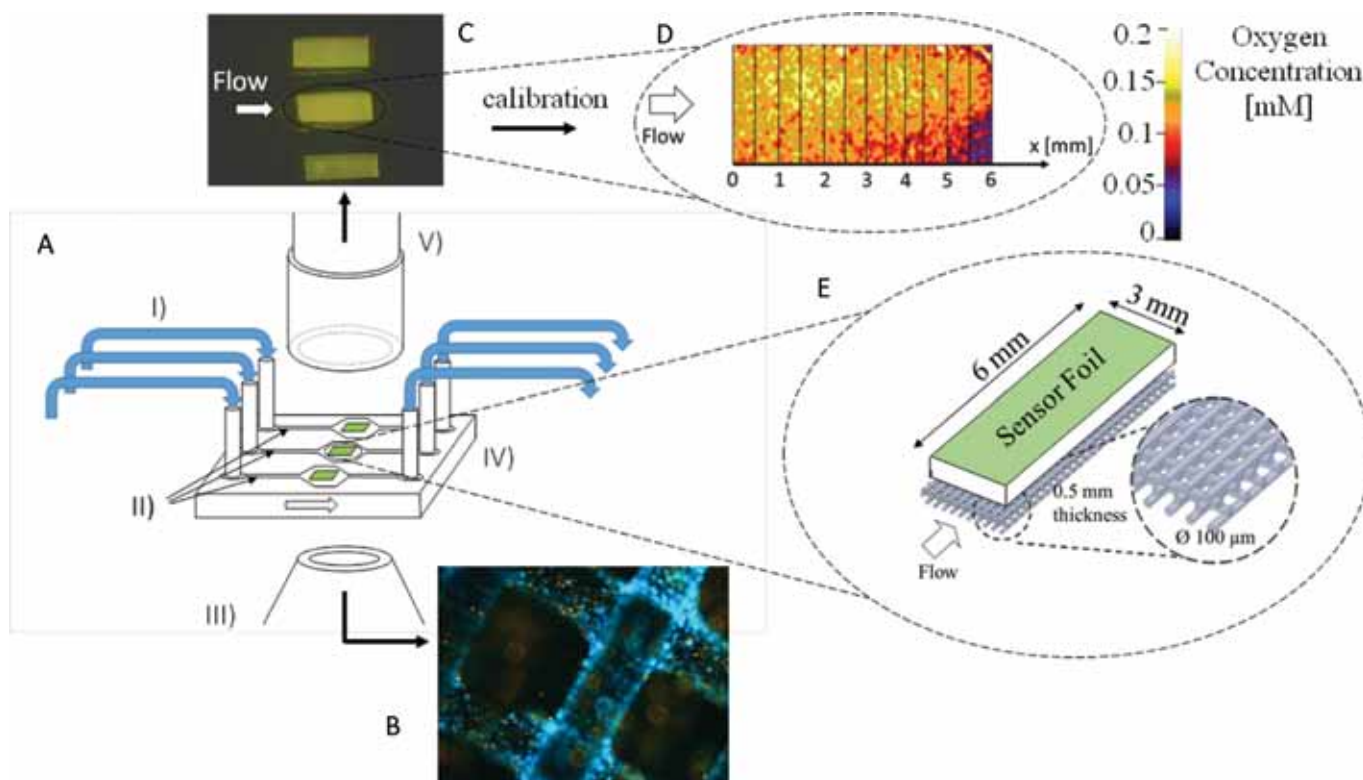 C
Flow
calibration
D
Flow
x [mm]
0 1 2 3 4 5 6
0.2
0.15
0.1
0.05
0
Oxygen
Concentration
[mM]
A
I)
II)
III)
IV)
V)
B
E
6 mm
3 mm
Sensor Foil
0.5 mm
thickness
Ø 100 µm
Flow